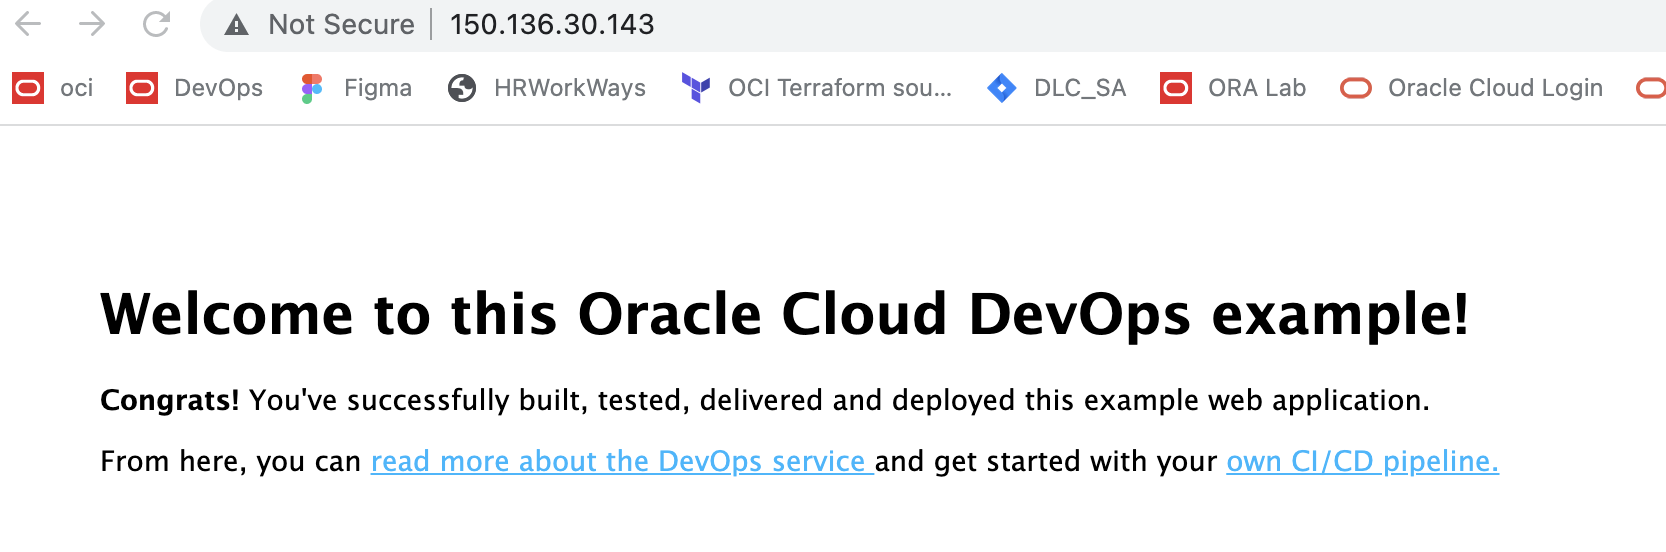 Not Secure 150.136.30.143
oci DevOps Figma HRWorkWays OCI Terraform sou... DLC_SA ORA Lab Oracle Cloud Login
Welcome to this Oracle Cloud DevOps example!
Congrats! You've successfully built, tested, delivered and deployed this example web application.
From here, you can read more about the DevOps service and get started with your own CI/CD pipeline.